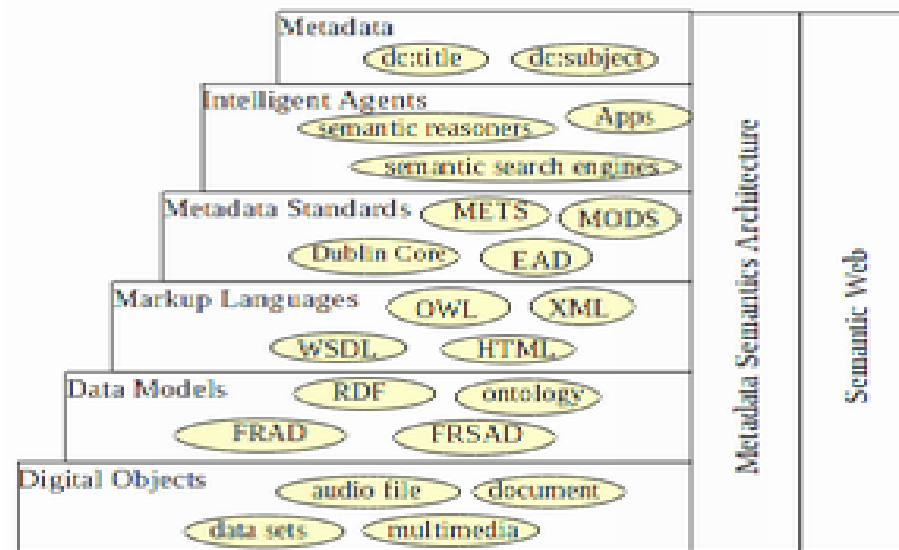 Metadata
dc:title dc:subject
Intelligent Agents
semantic reasoners Apps
semantic search engines
Metadata Standards METS MODS
Dublin Core EAD
Markup Languages OWL XML
WSDL HTML
Data Models RDF ontology
FRAD FRSAD
Digital Objects
audio file document
data sets multimedia
Metadata Semantics Architecture
Semantic Web